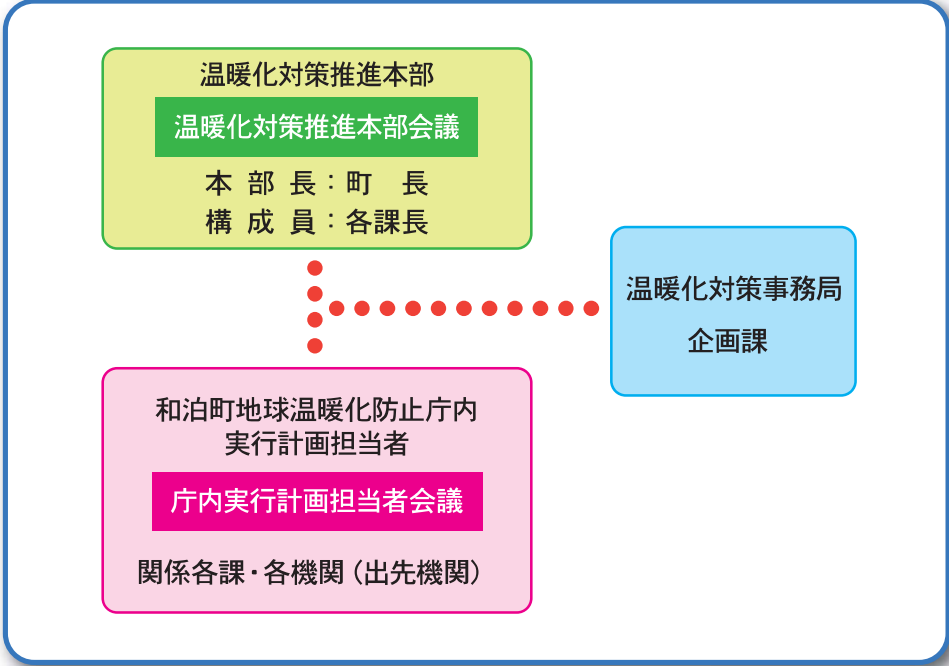 温暖化対策推進本部
温暖化対策推進本部会議
本部長：町　長
構成員：各課長
温暖化対策事務局
企画課
和泊町地球温暖化防止庁内
実行計画担当者
庁内実行計画担当者会議
関係各課・各機関（出先機関）